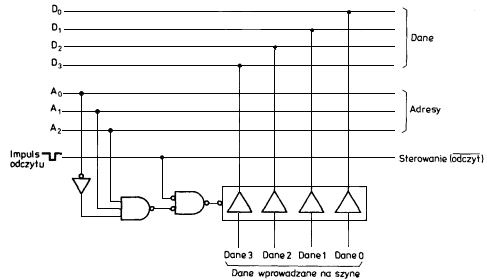 D0
D1
D2
D3
Dane
A0
A1
A2
Adresy
Impuls
odczytu
Sterowanie (odczyt)
Dane 3
Dane 2
Dane 1
Dane 0
Dane wprowadzane na szynę